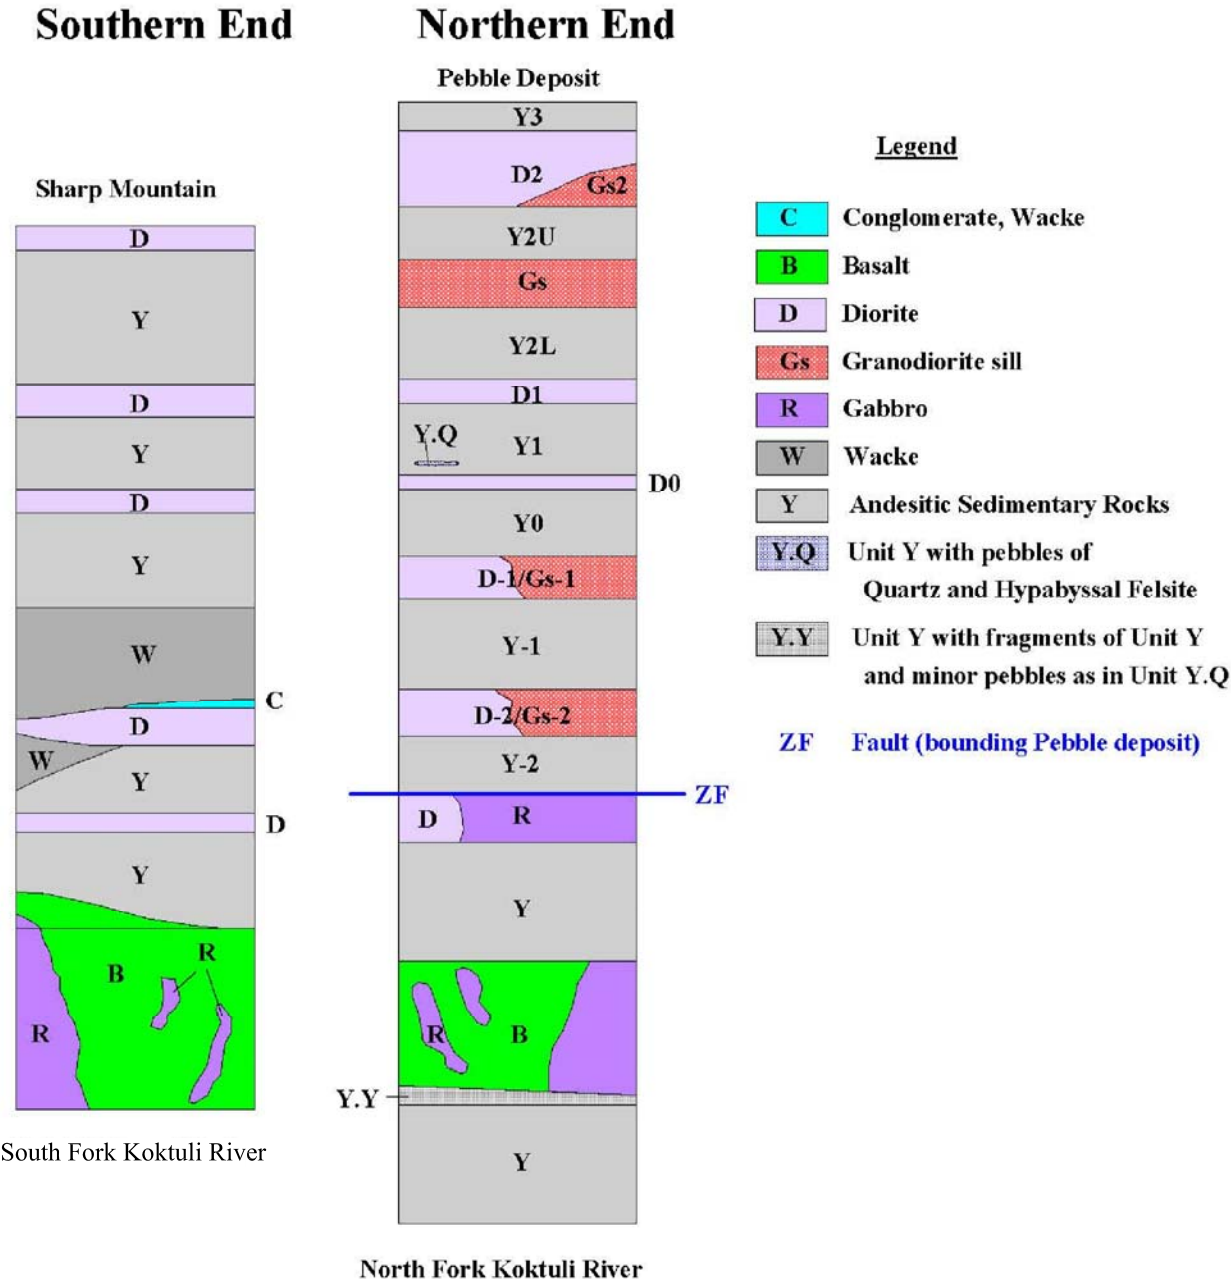 Southern End
Northern End
Pebble Deposit
Sharp Mountain
D
Y
D
Y
D
Y
W
C
D
W
Y
D
Y
B
R
R
South Fork Koktuli River
Y3
D2
Gs2
Y2U
Gs
Y2L
D1
Y.Q
Y1
D0
Y0
D-1/Gs-1
Y-1
D-2/Gs-2
Y-2
ZF
D
R
Y
R
B
Y.Y
Y
North Fork Koktuli River
Legend
C Conglomerate, Wacke
B Basalt
D Diorite
Gs Granodiorite sill
R Gabbro
W Wacke
Y Andesitic Sedimentary Rocks
Y.Q Unit Y with pebbles of
Quartz and Hypabyssal Felsite
Y.Y Unit Y with fragments of Unit Y
and minor pebbles as in Unit Y.Q
ZF Fault (bounding Pebble deposit)